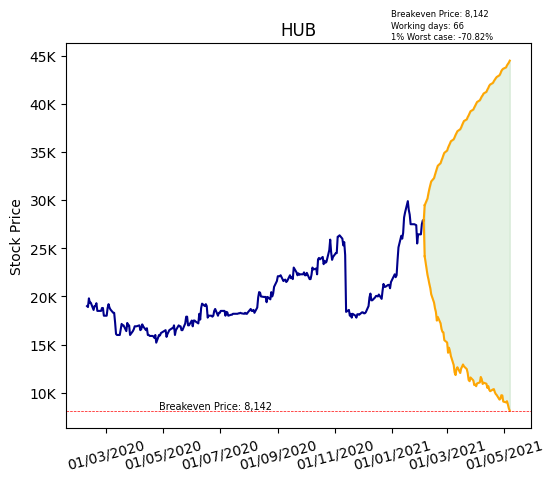 Breakeven Price: 8,142
Working days: 66
1% Worst case: -70.82%
HUB
Stock Price
45K
40K
35K
30K
25K
20K
15K
10K
Breakeven Price: 8,142
01/03/2020
01/05/2020
01/07/2020
01/09/2020
01/11/2020
01/01/2021
01/03/2021
01/05/2021